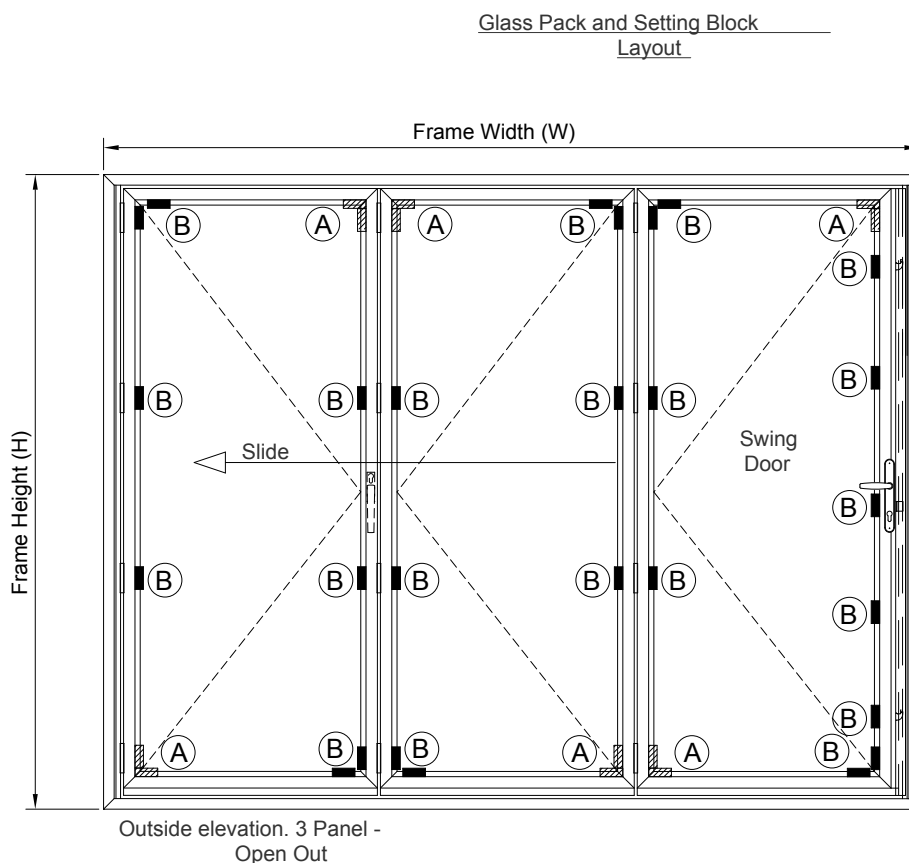 Glass Pack and Setting Block
Layout
Frame Width (W)
B A A B B A
B
B
B B B B B
Slide
Swing
Door
Frame Height (H)
B
B B B B B
B
B
A B B A A B
Outside elevation. 3 Panel -
Open Out